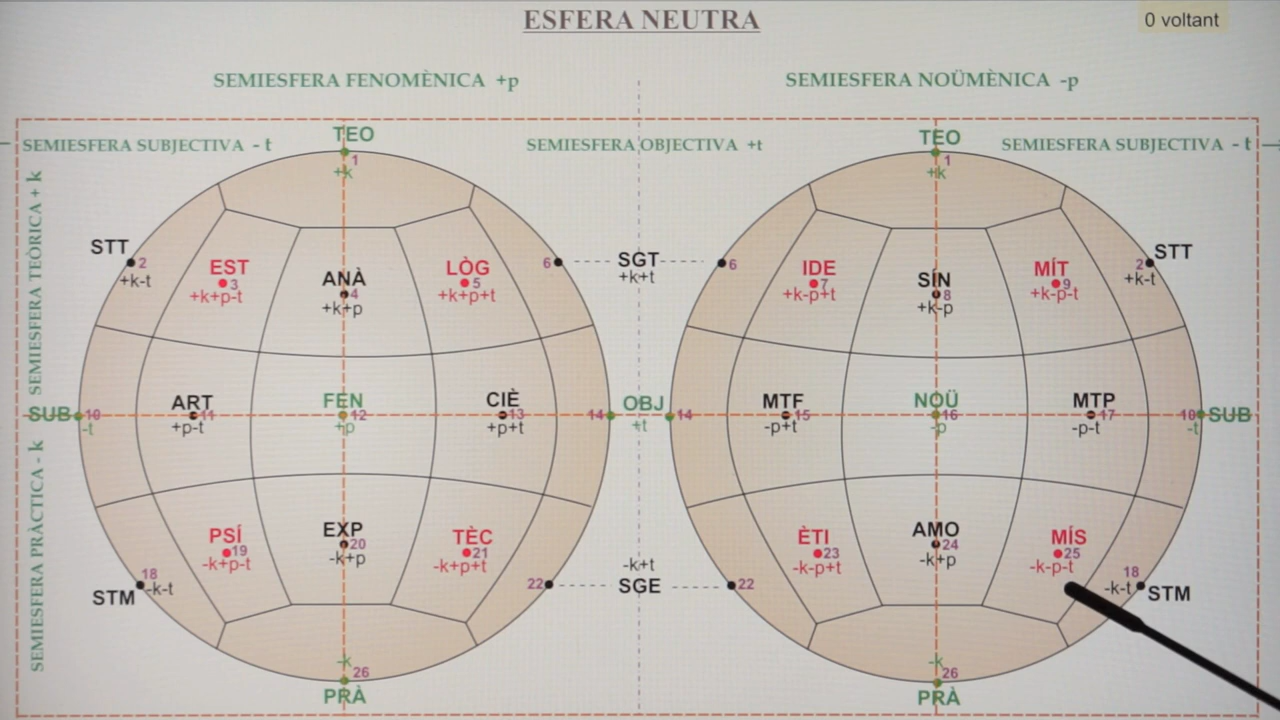 ESFERA NEUTRA
0 voltant
SEMIESFERA FENOMÈNICA +p
SEMIESFERA NOÜMÈNICA -p
SEMIESFERA SUBJECTIVA - t
TEO
SEMIESFERA OBJECTIVA +t
TEO
SEMIESFERA SUBJECTIVA - t
1
+k
1
+k
SEMIESFERA TEÒRICA + k
SEMIESFERA PRÀCTICA - k
STT
2
+k-t
EST
3
+k+p-t
ANÀ
4
+k+p
LÒG
5
+k+p+t
6
SGT
+k+t
6
IDE
7
+k-p+t
SÍN
8
+k-p
MÍT
9
+k-p-t
STT
2
+k-t
SUB
10
-t
ART
11
+p-t
FEN
12
+p
CIÈ
13
+p+t
14
OBJ
+t
14
MTF
15
-p+t
NOÜ
16
-p
MTP
17
-p-t
10
-t
SUB
PSÍ
19
-k+p-t
EXP
20
-k+p
TÈC
21
-k+p+t
ÈTI
23
-k-p+t
AMO
24
-k+p
MÍS
25
-k-p-t
18
-k-t
STM
22
-k+t
SGE
22
18
-k-t
STM
-k
26
PRÀ
-k
26
PRÀ